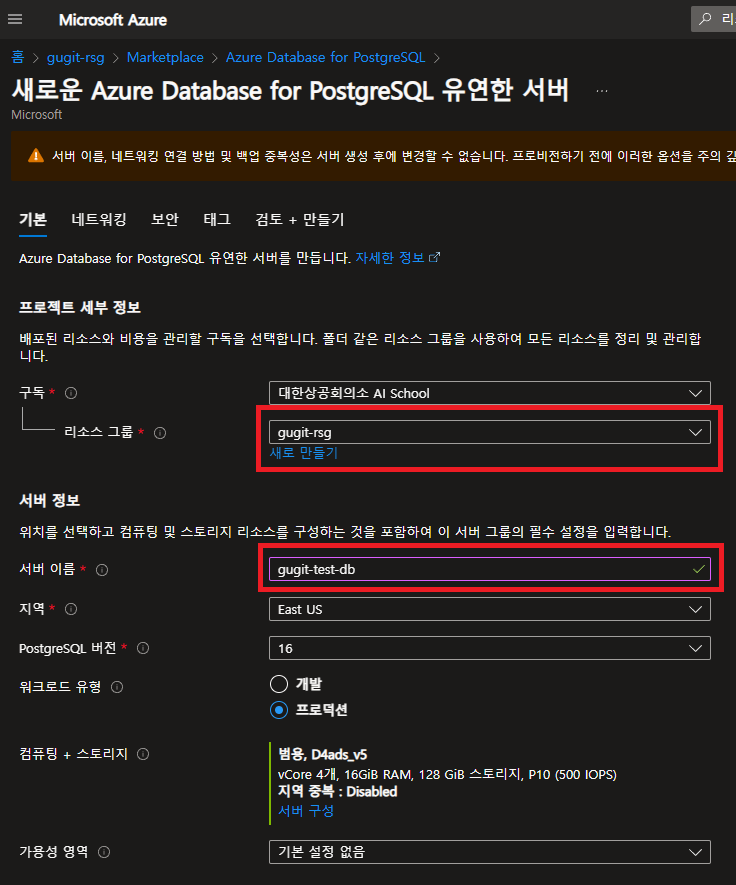 Microsoft Azure
리
홈 > gugit-rsg > Marketplace > Azure Database for PostgreSQL >
새로운 Azure Database for PostgreSQL 유연한 서버 ...
Microsoft
서버 이름, 네트워킹 연결 방법 및 백업 중복성은 서버 생성 후에 변경할 수 없습니다. 프로비전하기 전에 이러한 옵션을 주의 깊
기본 네트워킹 보안 태그 검토 + 만들기
Azure Database for PostgreSQL 유연한 서버를 만듭니다. 자세한 정보
프로젝트 세부 정보
배포된 리소스와 비용을 관리할 구독을 선택합니다. 폴더 같은 리소스 그룹을 사용하여 모든 리소스를 정리 및 관리합
니다.
구독 * 대한상공회의소 AI School
리소스 그룹 * gugit-rsg
새로 만들기
서버 정보
위치를 선택하고 컴퓨팅 및 스토리지 리소스를 구성하는 것을 포함하여 이 서버 그룹의 필수 설정을 입력합니다.
서버 이름 * gugit-test-db
지역 * East US
PostgreSQL 버전 * 16
워크로드 유형 개발
프로덕션
컴퓨팅 + 스토리지 범용, D4ads_v5
vCore 4개, 16GiB RAM, 128 GiB 스토리지, P10 (500 IOPS)
지역 중복 : Disabled
서버 구성
가용성 영역 기본 설정 없음